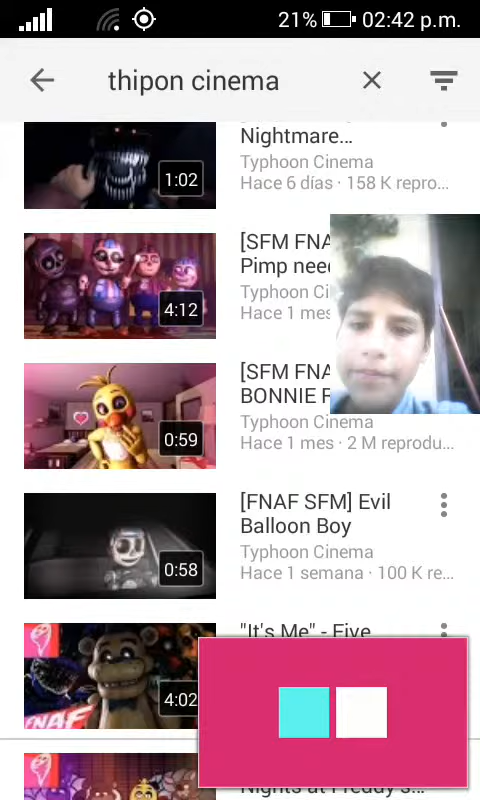 21% 02:42 p.m.
thipon cinema
Nightmare...
Typhoon Cinema
Hace 6 días · 158 K repro...
1:02
[SFM FNA
Pimp
Typhoon
Hace 1 mes
4:12
[SFM FNA
BONNIE
Typhoon Cinema
Hace 1 mes · 2 M reprodu...
0:59
[FNAF SFM] Evil
Balloon Boy
Typhoon Cinema
Hace 1 semana · 100 K re...
0:58
"It's Me" - Five
4:02
FNAF
Nights at Freddy's...